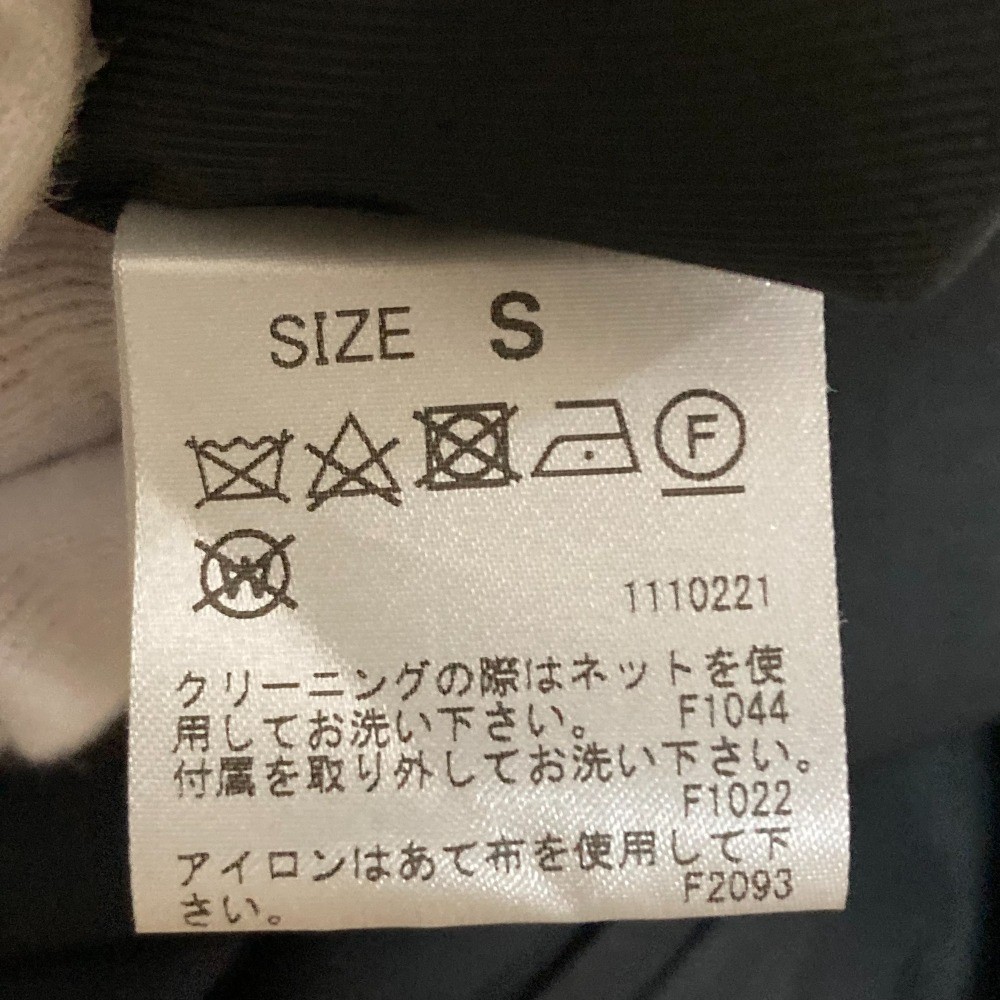 SIZE S
F
W
1110221
クリーニングの際はネットを使
用してお洗い下さい。 F1044
付属を取り外してお洗い下さい。
F1022
アイロンはあて布を使用して下
さい。 F2093